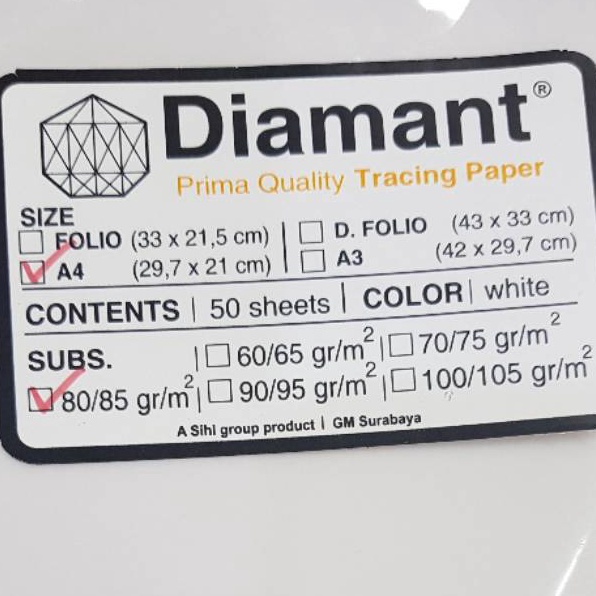 Diamant®
Prima Quality Tracing Paper
SIZE
FOLIO (33 x 21,5 cm) | D. FOLIO (43 x 33 cm)
A4 (29,7 x 21 cm) | A3 (42 x 29,7 cm)
CONTENTS | 50 sheets | COLOR | white
SUBS. | 60/65 gr/m² | 70/75 gr/m²
80/85 gr/m² | 90/95 gr/m² | 100/105 gr/m²
A Sihl group product | GM Surabaya